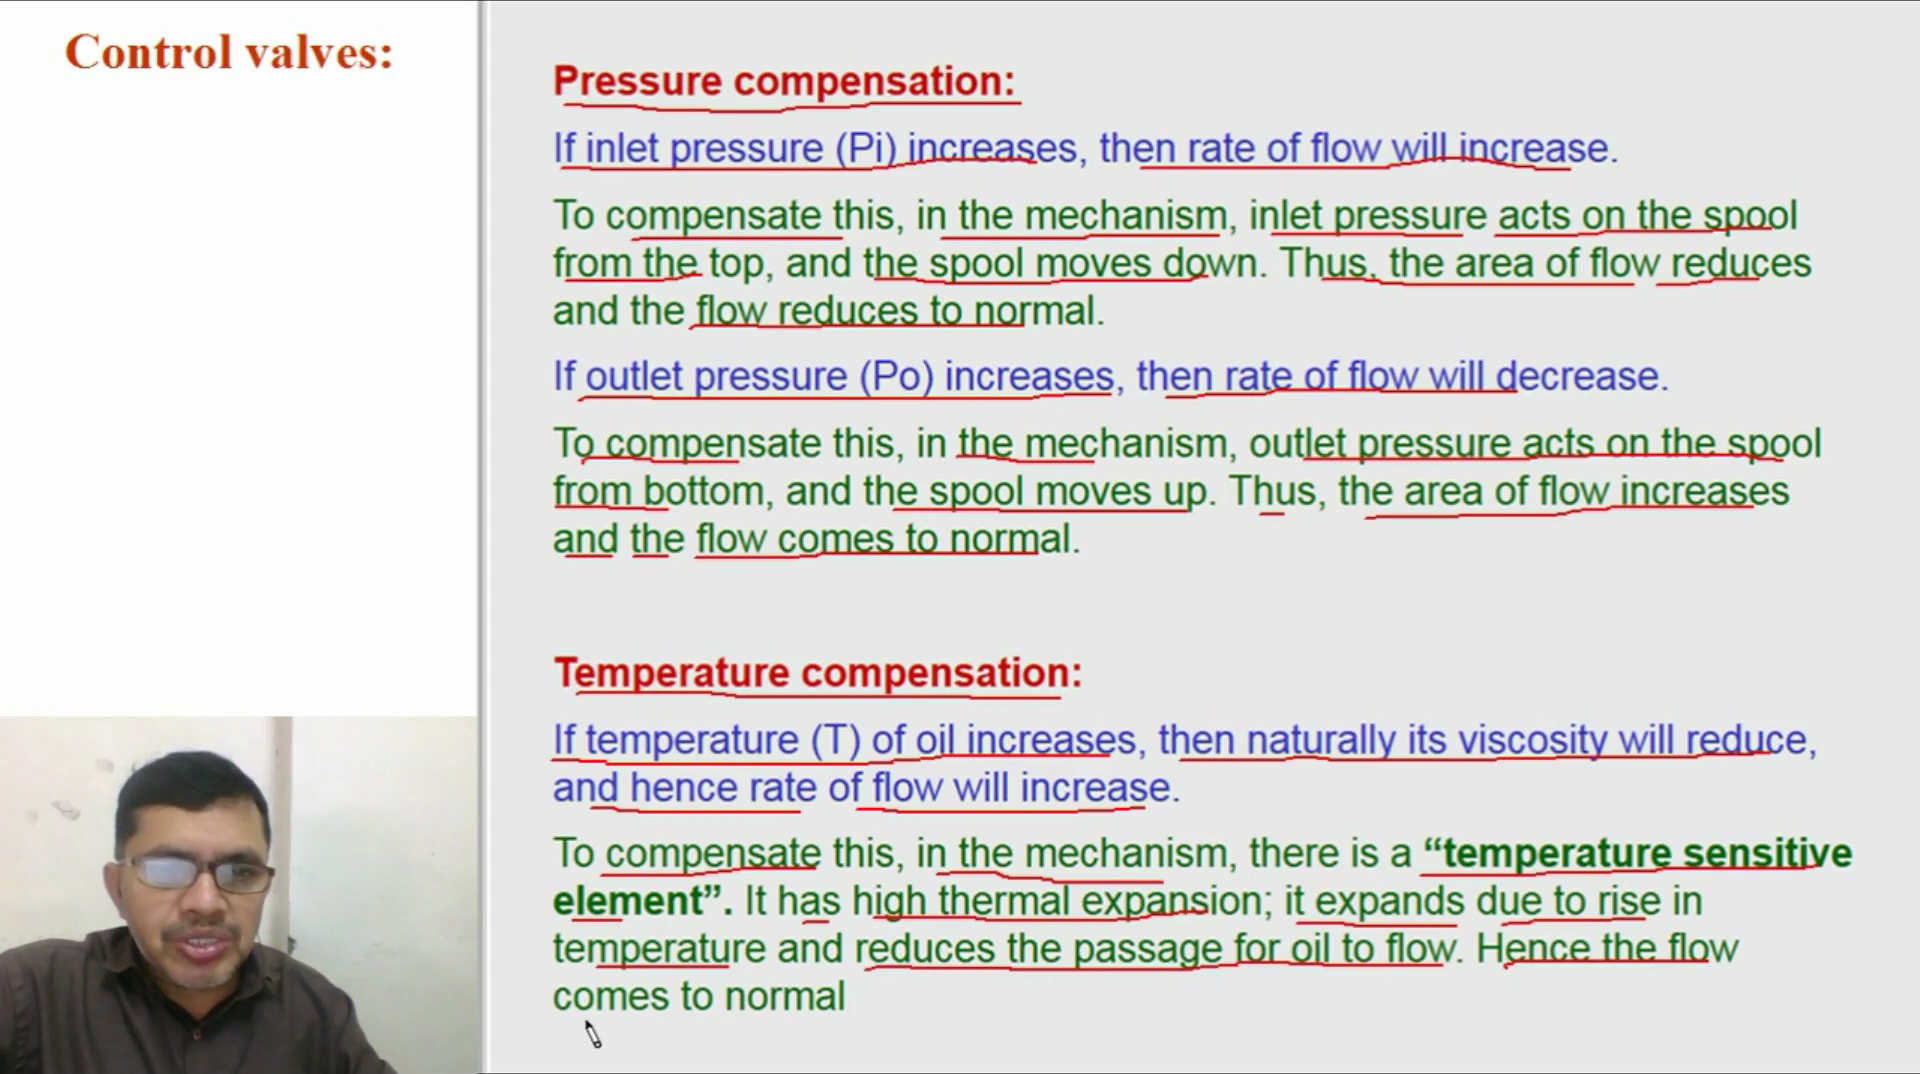 Control valves:
Pressure compensation:
If inlet pressure (Pi) increases, then rate of flow will increase.
To compensate this, in the mechanism, inlet pressure acts on the spool
from the top, and the spool moves down. Thus, the area of flow reduces
and the flow reduces to normal.
If outlet pressure (Po) increases, then rate of flow will decrease.
To compensate this, in the mechanism, outlet pressure acts on the spool
from bottom, and the spool moves up. Thus, the area of flow increases
and the flow comes to normal.
Temperature compensation:
If temperature (T) of oil increases, then naturally its viscosity will reduce,
and hence rate of flow will increase.
To compensate this, in the mechanism, there is a “temperature sensitive
element”. It has high thermal expansion; it expands due to rise in
temperature and reduces the passage for oil to flow. Hence the flow
comes to normal